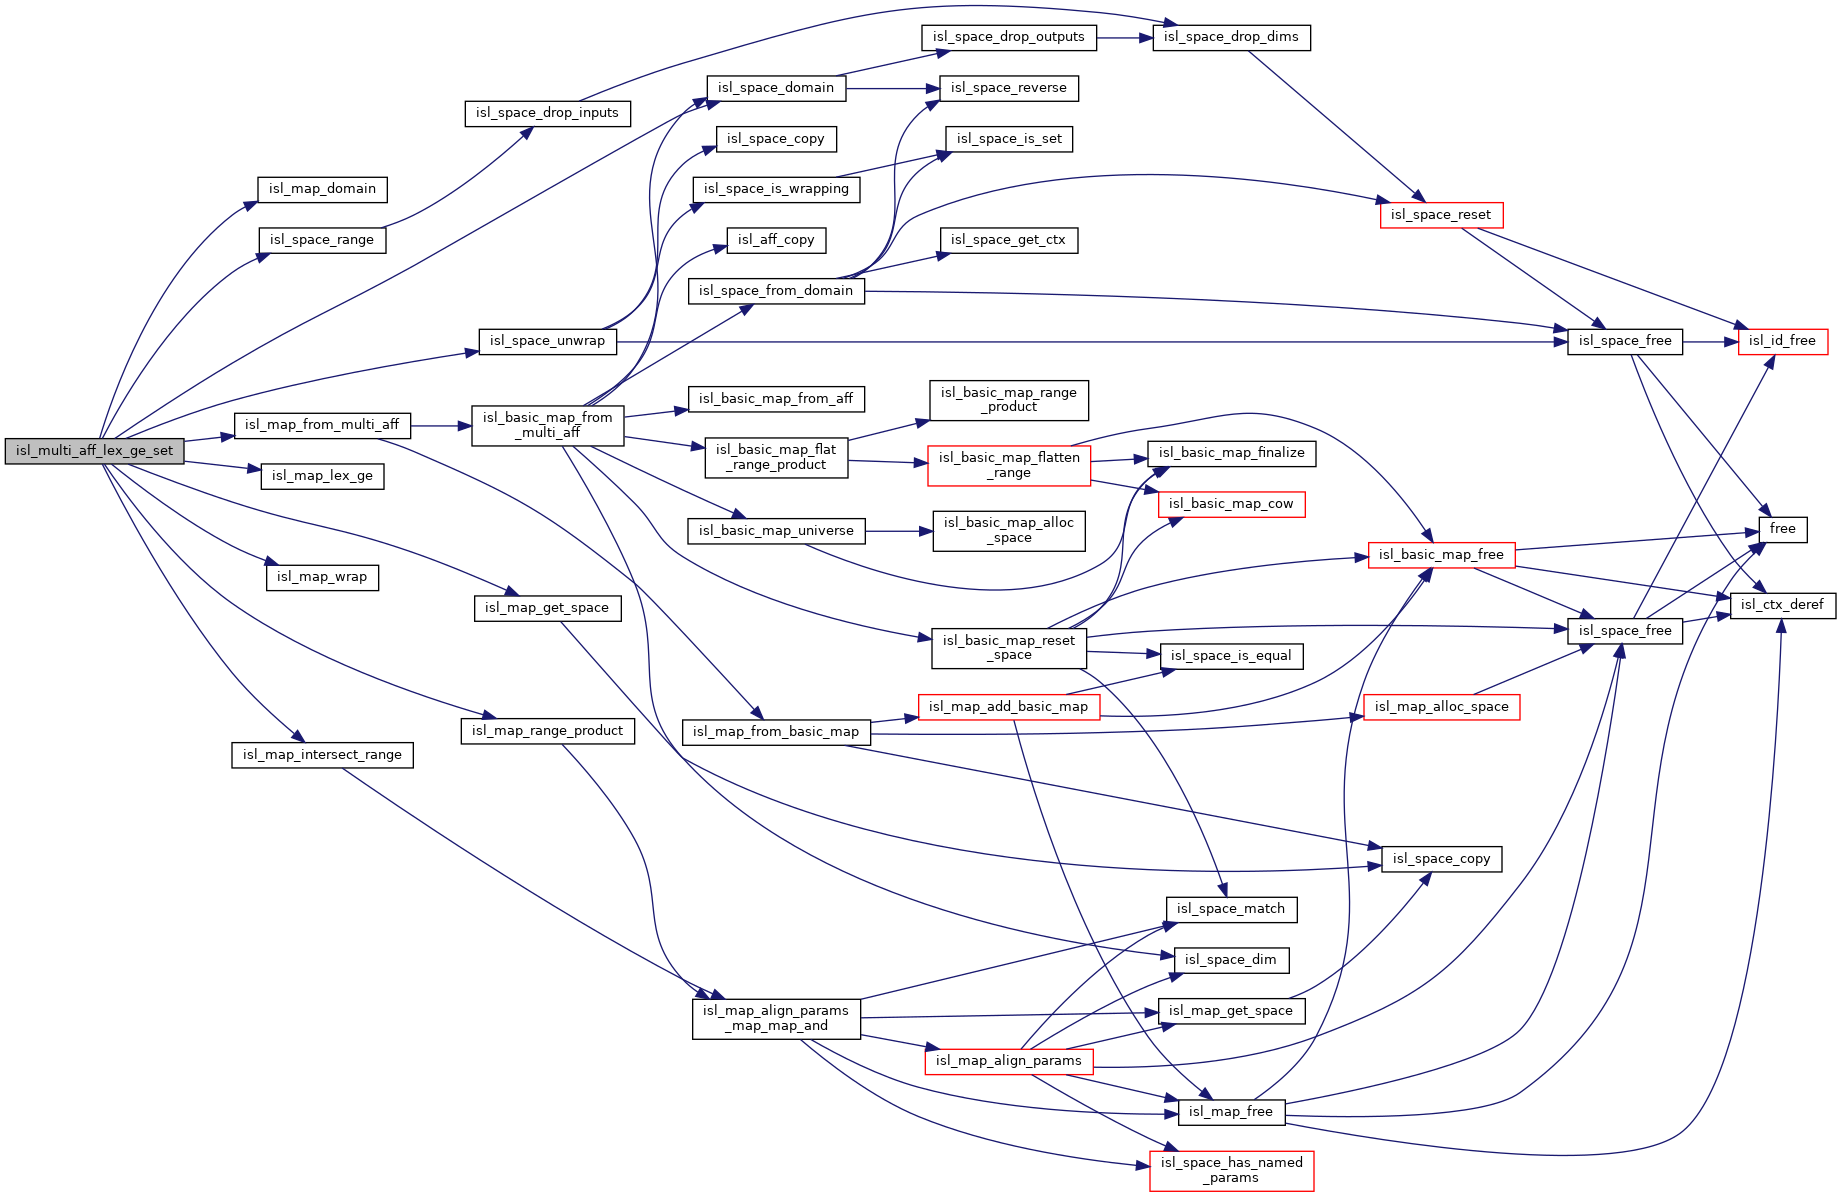 isl_multi_aff_lex_ge_set
isl_map_domain
isl_space_range
isl_map_from_multi_aff
isl_map_lex_ge
isl_map_wrap
isl_map_intersect_range
isl_space_drop_inputs
isl_space_unwrap
isl_basic_map_from
_multi_aff
isl_map_get_space
isl_map_range_product
isl_space_domain
isl_space_copy
isl_space_is_wrapping
isl_aff_copy
isl_space_from_domain
isl_basic_map_from_aff
isl_basic_map_flat
_range_product
isl_basic_map_universe
isl_map_from_basic_map
isl_map_align_params
_map_map_and
isl_space_drop_outputs
isl_space_reverse
isl_space_is_set
isl_space_get_ctx
isl_basic_map_range
_product
isl_basic_map_flatten
_range
isl_basic_map_alloc
_space
isl_basic_map_reset
_space
isl_map_add_basic_map
isl_map_align_params
isl_space_drop_dims
isl_basic_map_finalize
isl_basic_map_cow
isl_space_is_equal
isl_space_match
isl_space_dim
isl_map_get_space
isl_map_free
isl_space_has_named
_params
isl_space_reset
isl_basic_map_free
isl_map_alloc_space
isl_space_copy
isl_space_free
isl_space_free
isl_id_free
free
isl_ctx_deref